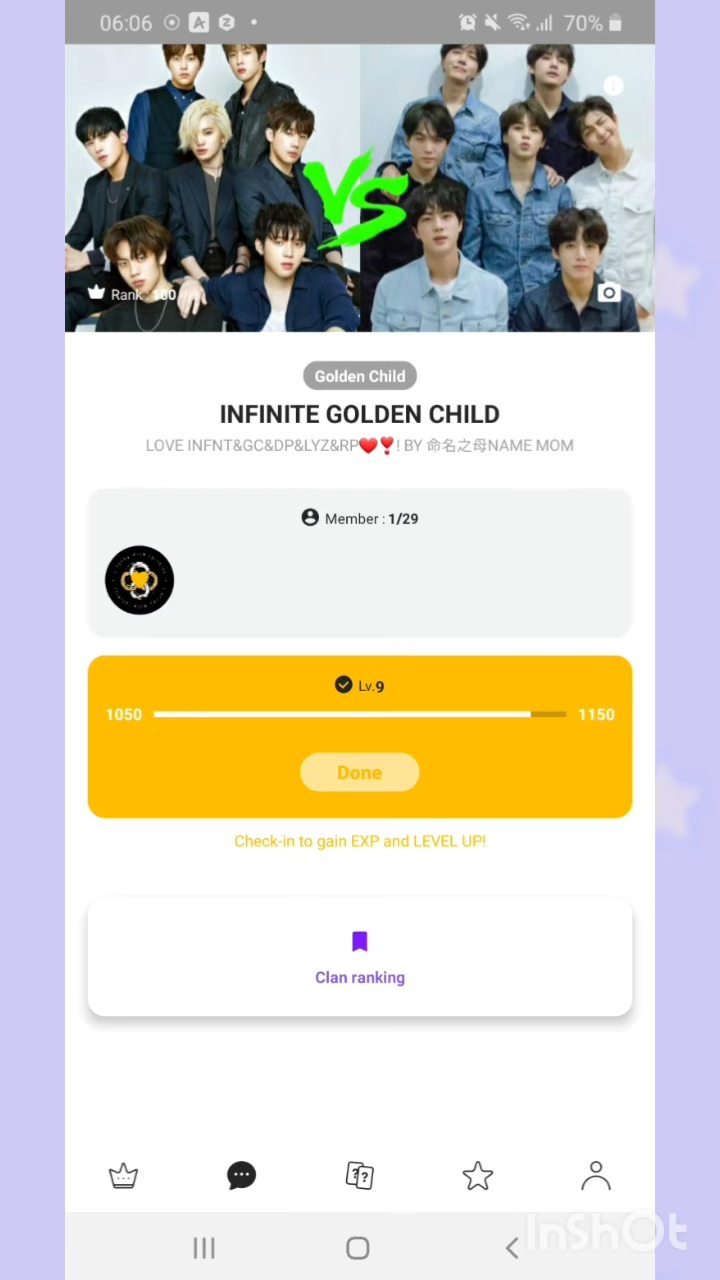 06:06
70%
VS
Rank : 100
Golden Child
INFINITE GOLDEN CHILD
LOVE INFNT&GC&DP&LYZ&RP❤️❣️! BY 命名之母NAME MOM
Member : 1/29
Lv.9
1050
1150
Done
Check-in to gain EXP and LEVEL UP!
Clan ranking
InShOt